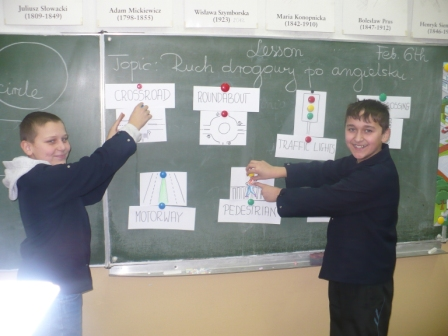 Juliusz Słowacki
(1809-1849)
Adam Mickiewicz
(1798-1855)
Wisława Szymborska
(1923)
Maria Konopnicka
(1842-1910)
Bolesław Prus
(1847-1912)
Henryk
circle
Lesson
Feb. 6th
Topic: Ruch drogowy po angielsku
CROSSROAD
ROUNDABOUT
TRAFFIC LIGHTS
MOTORWAY
PEDESTRIAN